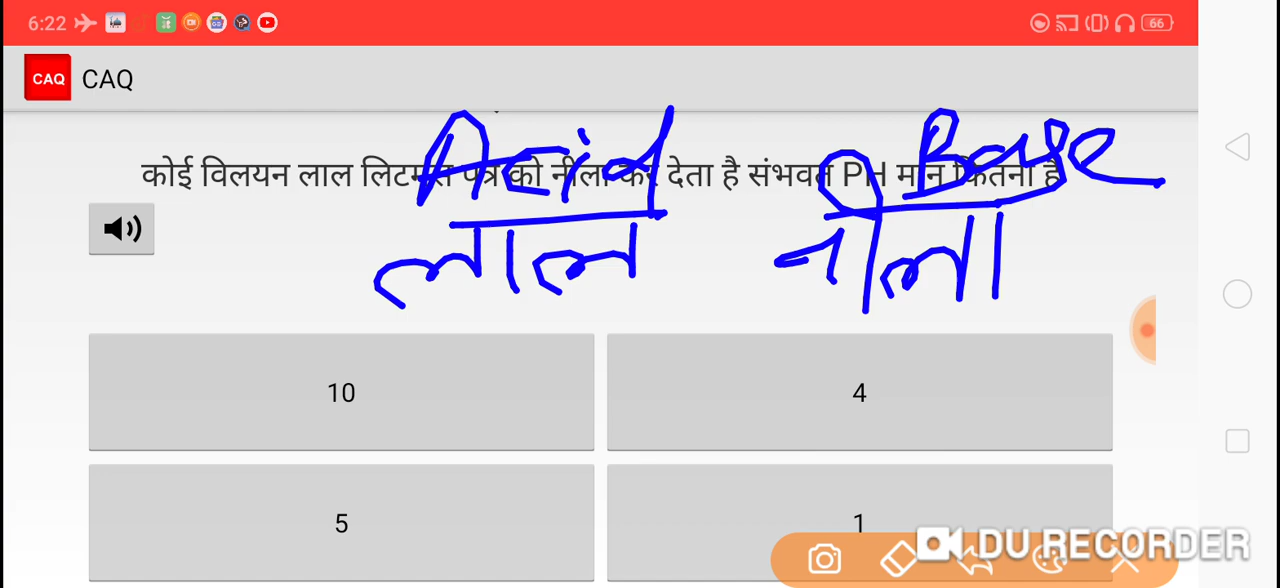 6:22 66
CAQ CAQ
Acid Base
कोई विलयन लाल लिटमस पत्र को नीला कर देता है संभवत PH मान कितना है
लाल नीला
10 4
5 1
DU RECORDER